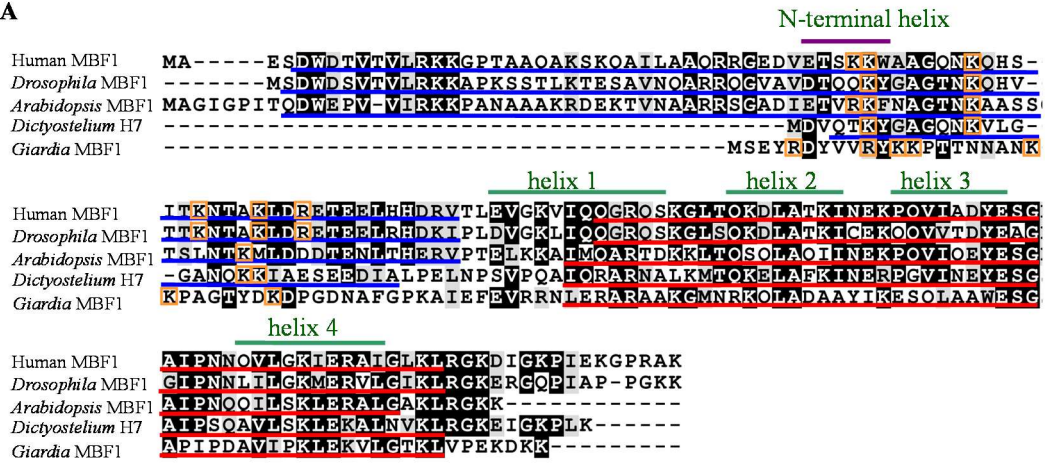 A
N-terminal helix
Human MBF1 MA-----ESDWDTVTVLRKKGPTAAQAKSKQAILAAQRRGEDVETSKKWAAGQNKQHS-
Drosophila MBF1 -------MSDWDSVTVLRKKAPKSSTLKTESAVNQARRQGVAVDTQQKYGAGTNKQHV-
Arabidopsis MBF1 MAGIGPITQDWEPV-VIRKKPANAAAKRDEKTVNAARRSGADIETVRKFNAGTNKAASS
Dictyostelium H7 ------------------------------------------MDVQTKYGAGQNKVLG-
Giardia MBF1 --------------------------------------MSEYRDYVVRYKKPTTNNANK
helix 1 helix 2 helix 3
Human MBF1 ITKNTAKLDRETEELHHDRVTLEVGKVIQQGRQSKGLTQKDLATKINEKPQVIADYESG
Drosophila MBF1 TTKNTAKLDRETEELRHDKIPLDVGKLIQQGRQSKGLSQKDLATKICEKQQVVTDYEAG
Arabidopsis MBF1 TSLNTKMLDDDTENLTHERVPTELKKAIMQARTDKKLTQSQLAQIINEKPQVIQEYESG
Dictyostelium H7 -GANQKKIAESEEDIALPEINPSVPQAIQRARNALKMTQKELAFKINERPGVINEYESG
Giardia MBF1 KPAGTYDKDPGDNAFGPKAIEFEVRRNLERARAAKGMNRKQLADAAYIKESQLAAWESG
helix 4
Human MBF1 AIPNNQVLGKIERAIGLKLRGKDIGKPIEKGPRAK
Drosophila MBF1 GIPNNLILGKMERVLGIKLRGKERGQPIAP-PGKK
Arabidopsis MBF1 AIPNQQILSKLERALGAKLRGKK------------
Dictyostelium H7 AIPSQAVLSKLEKALNVKLRGKEIGKPLK------
Giardia MBF1 APIPDAVIPKLEKVLGTKLVPEKDKK---------